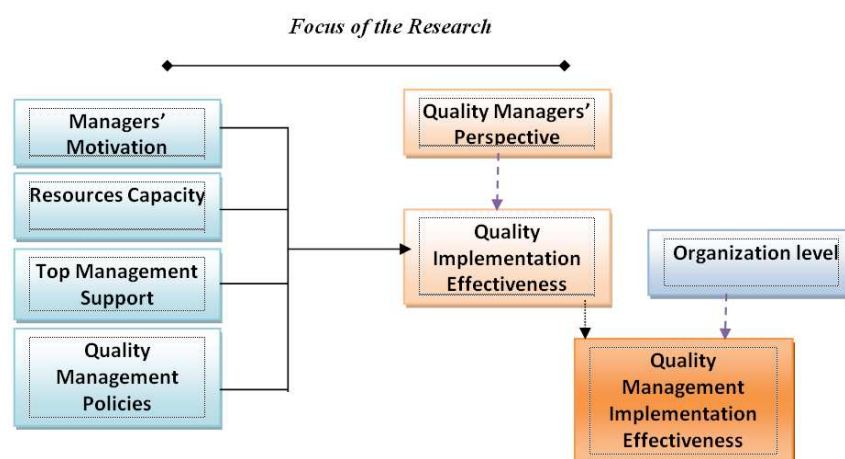 Focus of the Research
Managers’
Motivation
Resources Capacity
Top Management
Support
Quality
Management
Policies
Quality Managers’
Perspective
Quality
Implementation
Effectiveness
Organization level
Quality
Management
Implementation
Effectiveness